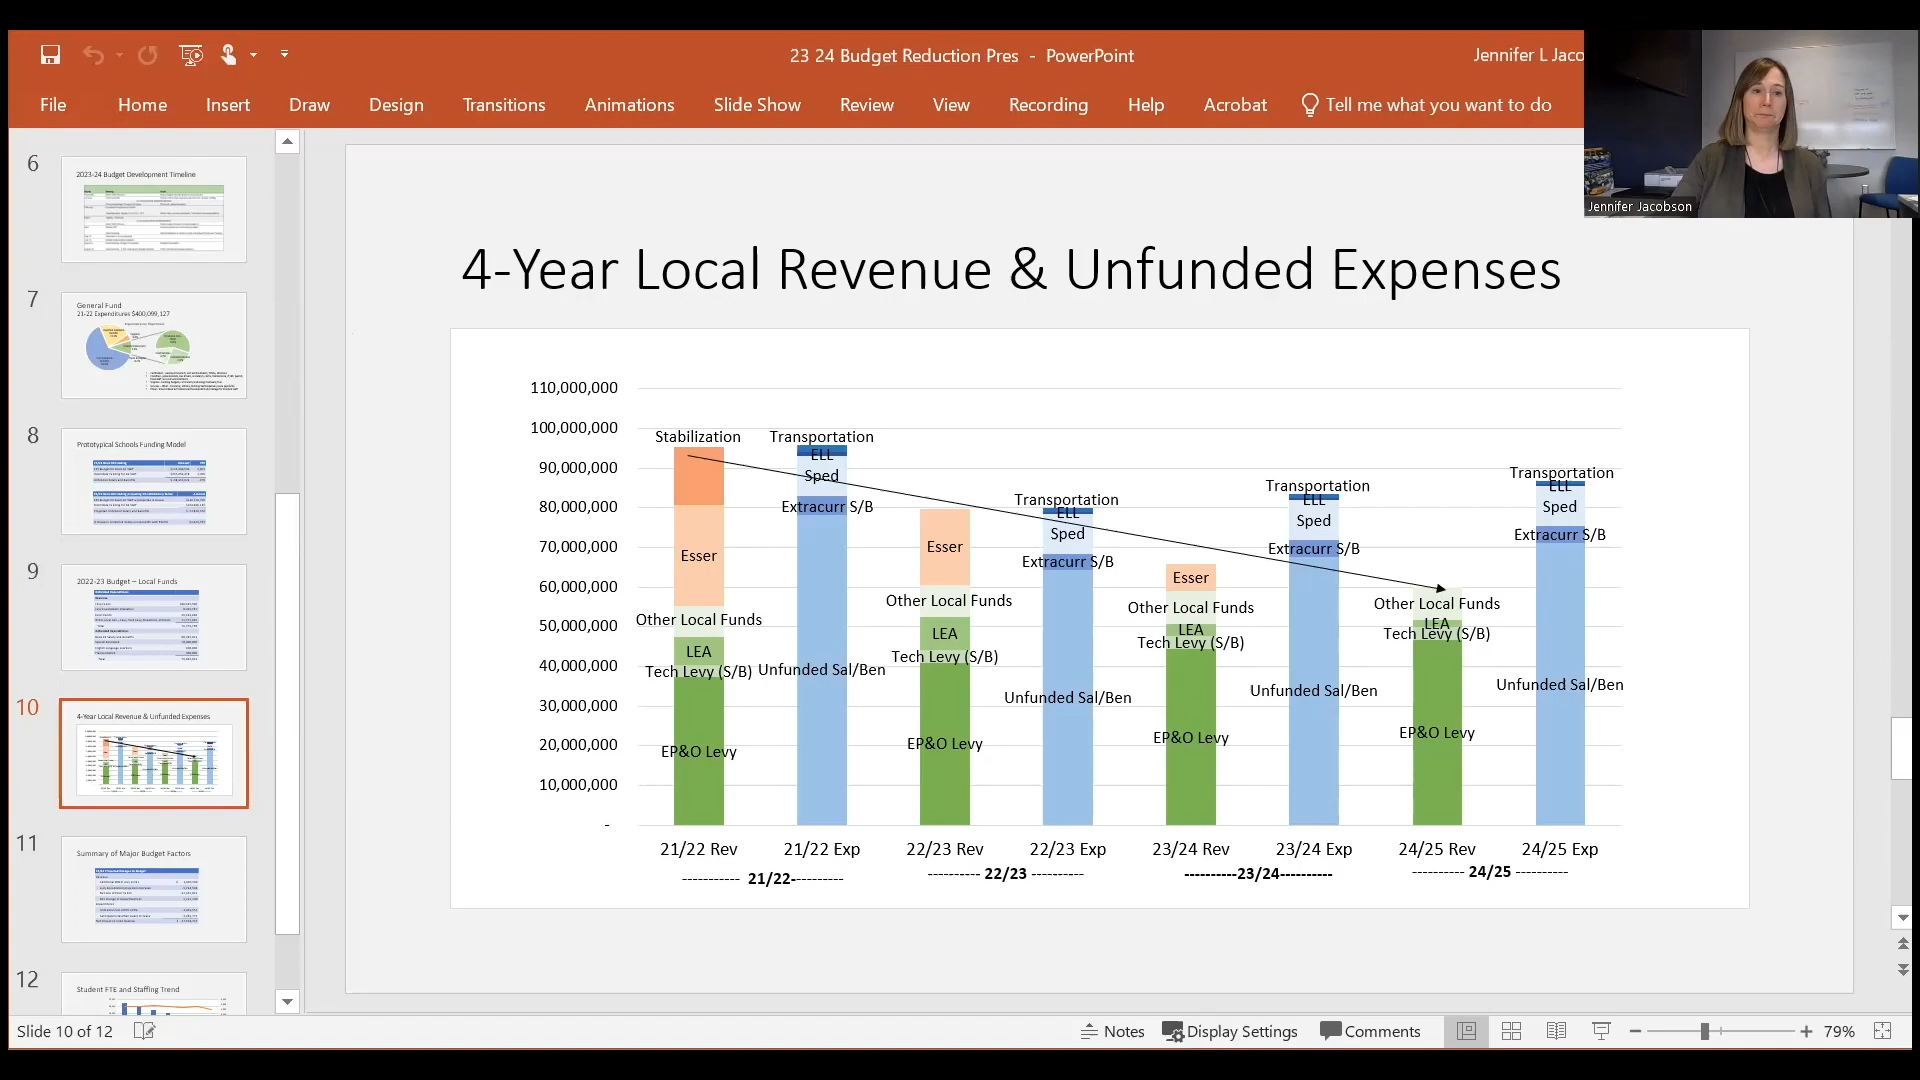 23 24 Budget Reduction Pres - PowerPoint
Jennifer L Jaco
File Home Insert Draw Design Transitions Animations Slide Show Review View Recording Help Acrobat Tell me what you want to do
Jennifer Jacobson
6
2023-24 Budget Development Timeline
7
General Fund
21-22 Expenditures $400,099,127
8
Prototypical Schools Funding Model
9
2022-23 Budget – Local Funds
10
4-Year Local Revenue & Unfunded Expenses
11
Summary of Major Budget Factors
12
Student FTE and Staffing Trend
4-Year Local Revenue & Unfunded Expenses
110,000,000
100,000,000
90,000,000
80,000,000
70,000,000
60,000,000
50,000,000
40,000,000
30,000,000
20,000,000
10,000,000
-
Stabilization
Esser
Other Local Funds
LEA
Tech Levy (S/B)
EP&O Levy
Transportation
ELL
Sped
Extracurr S/B
Unfunded Sal/Ben
Esser
Other Local Funds
LEA
Tech Levy (S/B)
EP&O Levy
Transportation
ELL
Sped
Extracurr S/B
Unfunded Sal/Ben
Esser
Other Local Funds
LEA
Tech Levy (S/B)
EP&O Levy
Transportation
ELL
Sped
Extracurr S/B
Unfunded Sal/Ben
Other Local Funds
LEA
Tech Levy (S/B)
EP&O Levy
Transportation
ELL
Sped
Extracurr S/B
Unfunded Sal/Ben
21/22 Rev 21/22 Exp 22/23 Rev 22/23 Exp 23/24 Rev 23/24 Exp 24/25 Rev 24/25 Exp
----------- 21/22---------- ---------- 22/23 ---------- ----------23/24---------- ---------- 24/25 ----------
Slide 10 of 12
Notes Display Settings Comments 79%